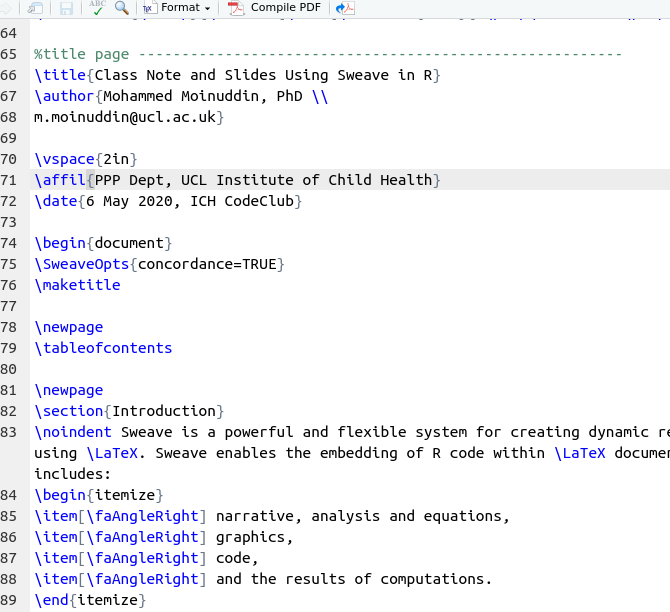 ABC Format Compile PDF
64
65 %title page ---------------------------------------------------------
66 \title{Class Note and Slides Using Sweave in R}
67 \author{Mohammed Moinuddin, PhD \\
68 m.moinuddin@ucl.ac.uk}
69
70 \vspace{2in}
71 \affil{PPP Dept, UCL Institute of Child Health}
72 \date{6 May 2020, ICH CodeClub}
73
74 \begin{document}
75 \SweaveOpts{concordance=TRUE}
76 \maketitle
77
78 \newpage
79 \tableofcontents
80
81 \newpage
82 \section{Introduction}
83 \noindent Sweave is a powerful and flexible system for creating dynamic re
using \LaTeX. Sweave enables the embedding of R code within \LaTeX documen
includes:
84 \begin{itemize}
85 \item[\faAngleRight] narrative, analysis and equations,
86 \item[\faAngleRight] graphics,
87 \item[\faAngleRight] code,
88 \item[\faAngleRight] and the results of computations.
89 \end{itemize}